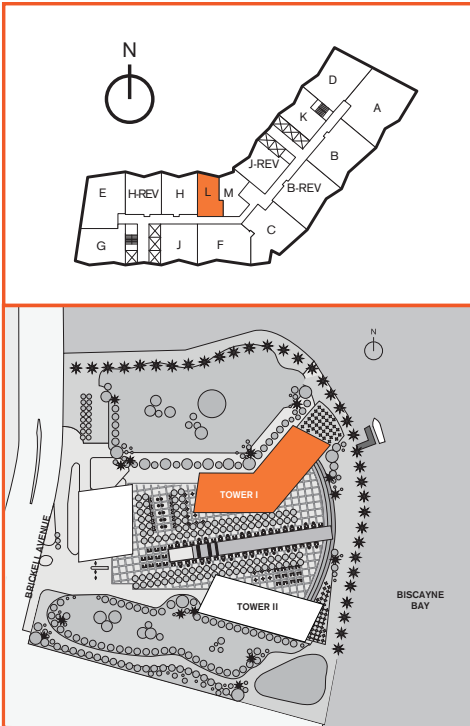 N
D
A
K
B
J-REV
B-REV
E
H-REV
H
L
M
C
G
J
F
N
TOWER I
BRICKELL AVENUE
BISCAYNE
BAY
TOWER II